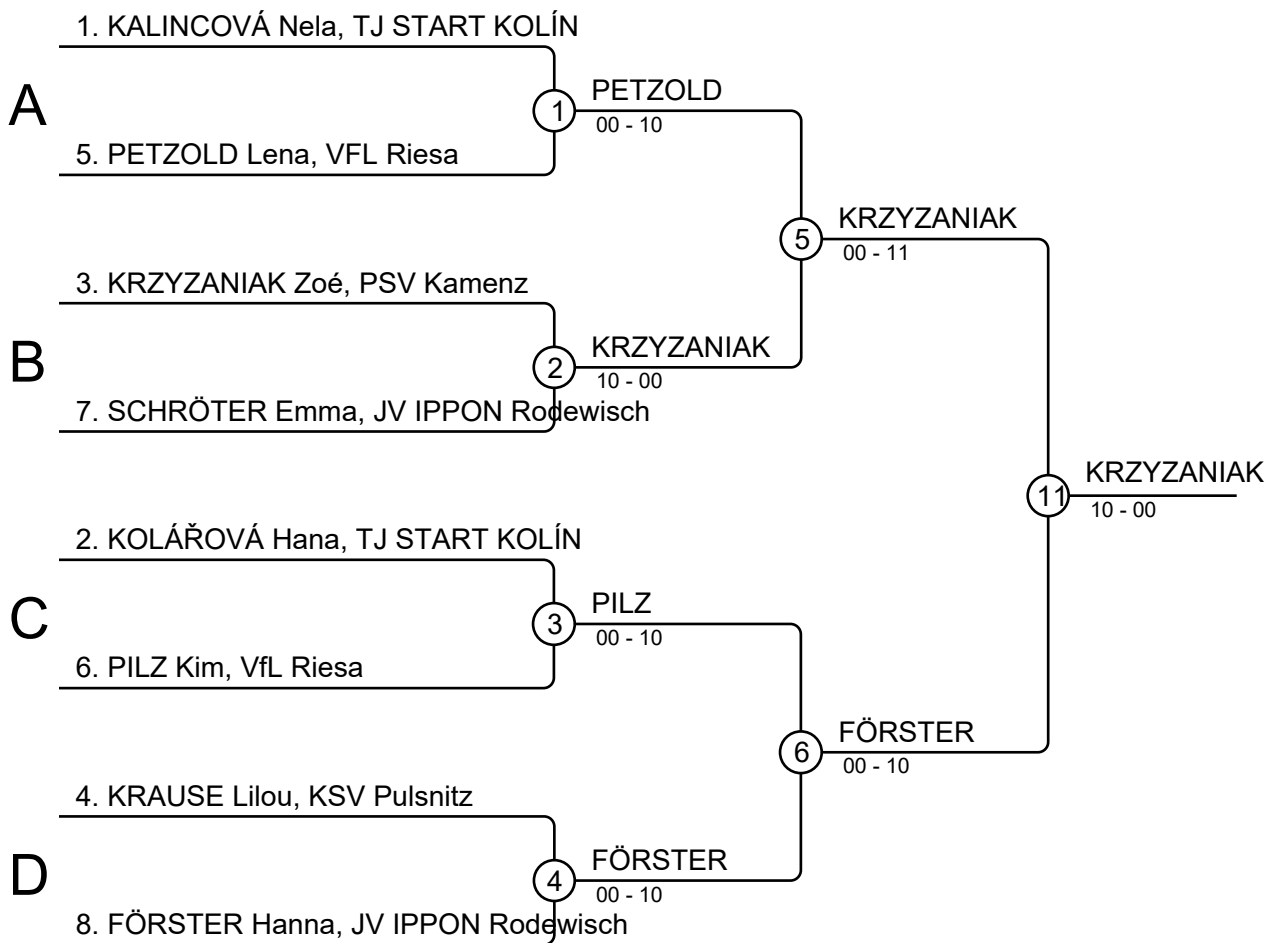 1. KALINCOVÁ Nela, TJ START KOLÍN
A
1
PETZOLD
00 - 10
5. PETZOLD Lena, VFL Riesa
5
KRZYZANIAK
00 - 11
3. KRZYZANIAK Zoé, PSV Kamenz
B
2
KRZYZANIAK
10 - 00
7. SCHRÖTER Emma, JV IPPON Rodewisch
11
KRZYZANIAK
10 - 00
2. KOLÁŘOVÁ Hana, TJ START KOLÍN
C
3
PILZ
00 - 10
6. PILZ Kim, VfL Riesa
6
FÖRSTER
00 - 10
4. KRAUSE Lilou, KSV Pulsnitz
D
4
FÖRSTER
00 - 10
8. FÖRSTER Hanna, JV IPPON Rodewisch